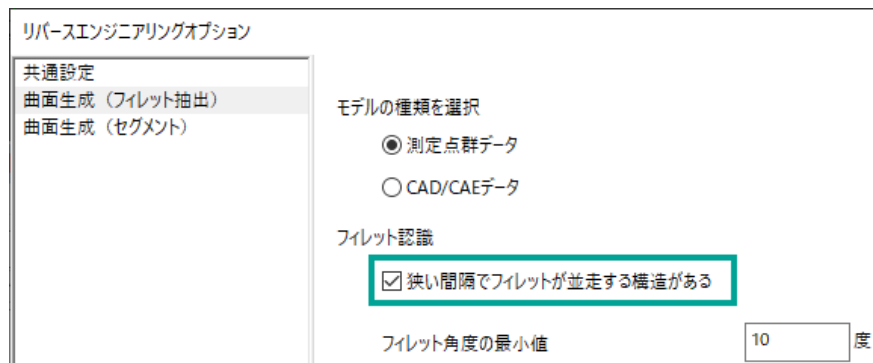 リバースエンジニアリングオプション
共通設定
曲面生成（フィレット抽出）
曲面生成（セグメント）
モデルの種類を選択
測定点群データ
CAD/CAEデータ
フィレット認識
狭い間隔でフィレットが並走する構造がある
フィレット角度の最小値 10 度